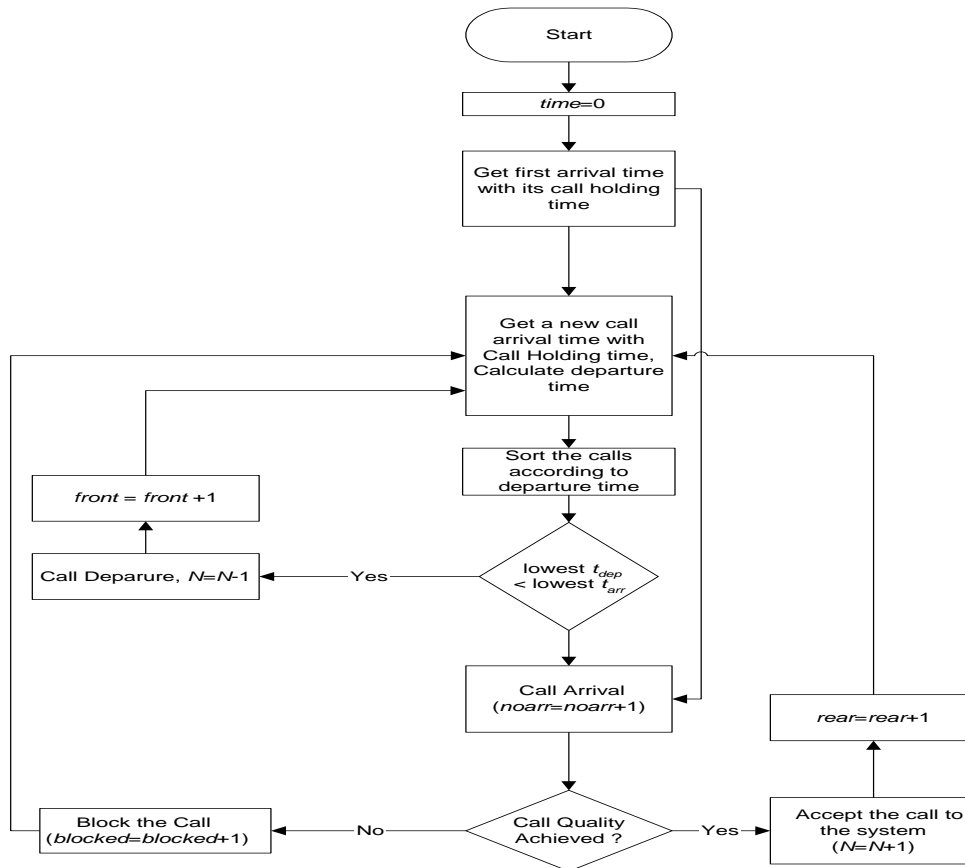 Start
time=0
Get first arrival time
with its call holding
time
Get a new call
arrival time with
Call Holding time,
Calculate departure
time
Sort the calls
according to
departure time
front = front +1
Call Deparure, N=N-1
Yes
lowest t_dep
< lowest t_arr
Call Arrival
(noarr=noarr+1)
rear=rear+1
Block the Call
(blocked=blocked+1)
No
Call Quality
Achieved ?
Yes
Accept the call to
the system
(N=N+1)